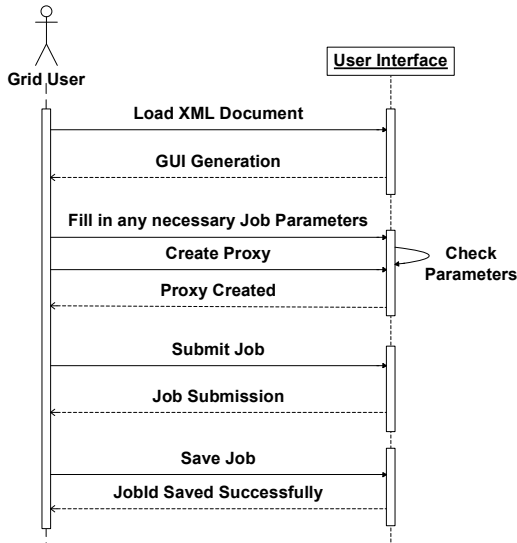 Grid User
User Interface
Load XML Document
GUI Generation
Fill in any necessary Job Parameters
Create Proxy
Check
Parameters
Proxy Created
Submit Job
Job Submission
Save Job
JobId Saved Successfully